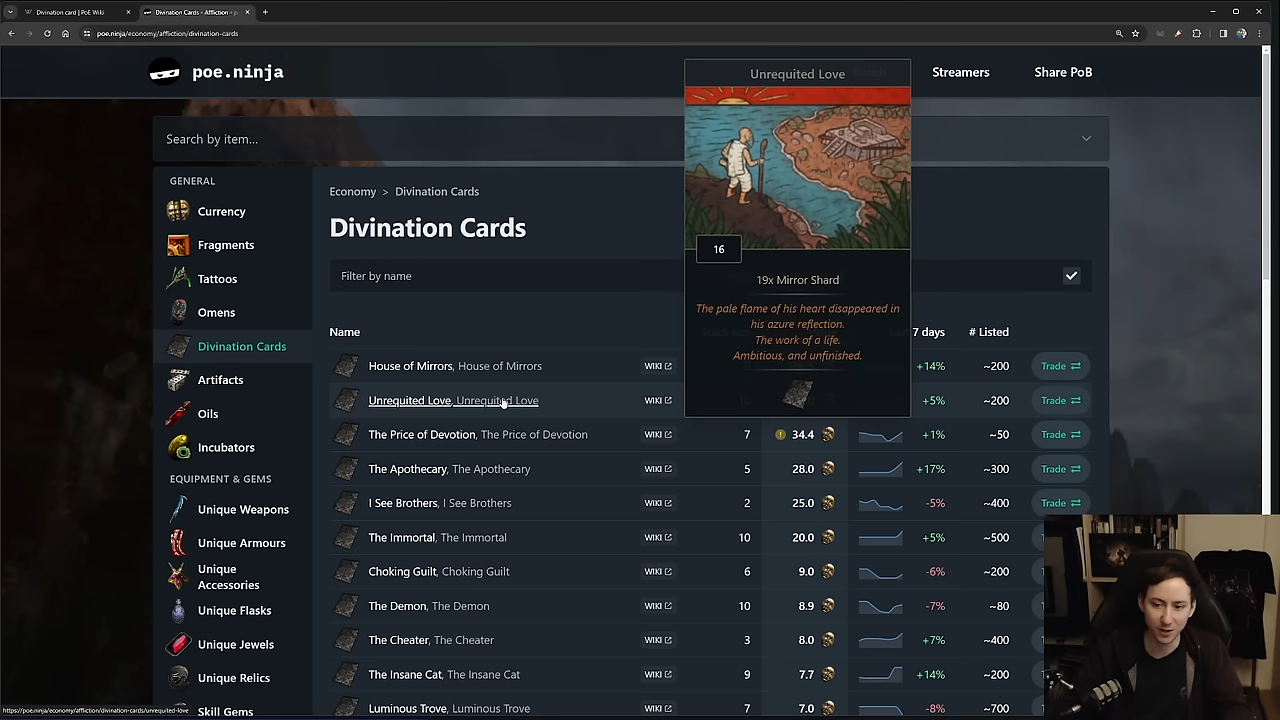 Divination card | PoE Wiki
Divination Cards - Affliction - p
poe.ninja/economy/affliction/divination-cards
poe.ninja
Streamers
Share PoB
Search by item...
GENERAL
Currency
Fragments
Tattoos
Omens
Divination Cards
Artifacts
Oils
Incubators
EQUIPMENT & GEMS
Unique Weapons
Unique Armours
Unique Accessories
Unique Flasks
Unique Jewels
Unique Relics
Skill Gems
Economy > Divination Cards
Divination Cards
Filter by name
Name
7 days
# Listed
House of Mirrors, House of Mirrors WIKI +14% ~200 Trade
Unrequited Love, Unrequited Love WIKI +5% ~200 Trade
The Price of Devotion, The Price of Devotion WIKI 7 34.4 +1% ~50 Trade
The Apothecary, The Apothecary WIKI 5 28.0 +17% ~300 Trade
I See Brothers, I See Brothers WIKI 2 25.0 -5% ~400 Trade
The Immortal, The Immortal WIKI 10 20.0 +5% ~500
Choking Guilt, Choking Guilt WIKI 6 9.0 -6% ~200
The Demon, The Demon WIKI 10 8.9 -7% ~80
The Cheater, The Cheater WIKI 3 8.0 +7% ~400
The Insane Cat, The Insane Cat WIKI 9 7.7 +14% ~200
Luminous Trove, Luminous Trove WIKI 7 7.0 -8% ~700
Unrequited Love
16
19x Mirror Shard
The pale flame of his heart disappeared in
his azure reflection.
The work of a life.
Ambitious, and unfinished.
https://poe.ninja/economy/affliction/divination-cards/unrequited-love